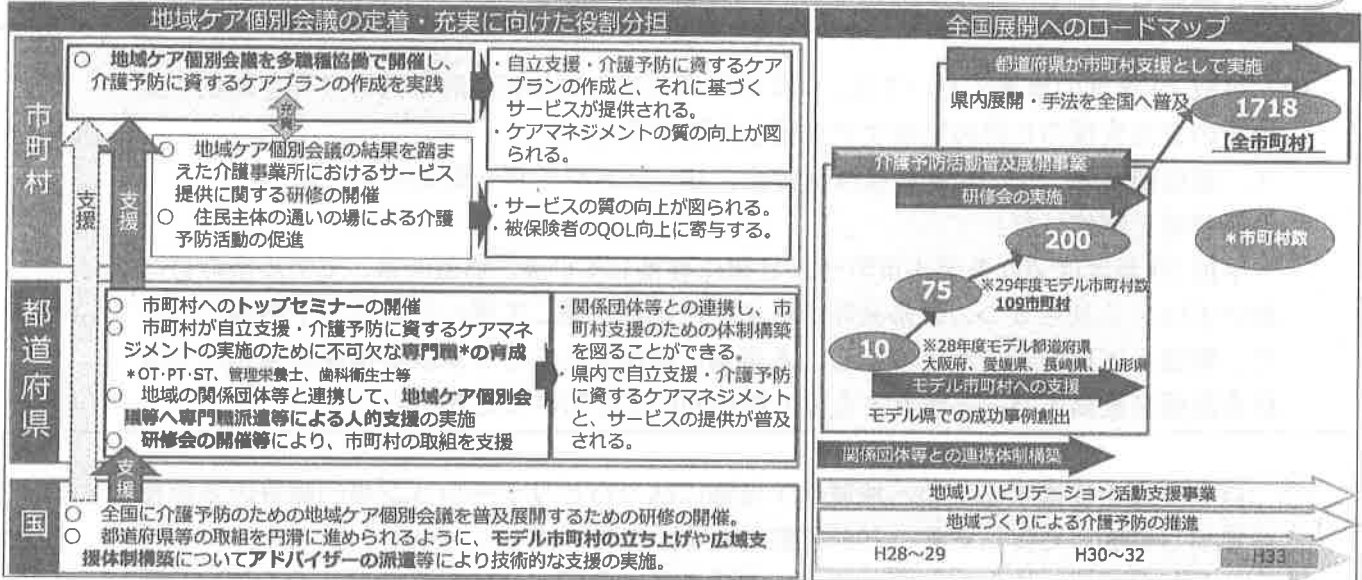 地域ケア個別会議の定着・充実に向けた役割分担
市町村
○ 地域ケア個別会議を多職種協働で開催し、
介護予防に資するケアプランの作成を実践
充実
○ 地域ケア個別会議の結果を踏ま
えた介護事業所におけるサービス
提供に関する研修の開催
○ 住民主体の通いの場による介護
予防活動の促進
・自立支援・介護予防に資するケア
プランの作成と、それに基づく
サービスが提供される。
・ケアマネジメントの質の向上が図
られる。
・サービスの質の向上が図られる。
・被保険者のQOL向上に寄与する。
支援
支援
都道府県
○ 市町村へのトップセミナーの開催
○ 市町村が自立支援・介護予防に資するケアマネ
ジメントの実施のために不可欠な専門職*の育成
*OT・PT・ST、管理栄養士、歯科衛生士等
○ 地域の関係団体等と連携して、地域ケア個別会
議等へ専門職派遣等による人的支援の実施
○ 研修会の開催等により、市町村の取組を支援
・関係団体等との連携し、市
町村支援のための体制構築
を図ることができる。
・県内で自立支援・介護予防
に資するケアマネジメント
と、サービスの提供が普及
される。
支援
国
○ 全国に介護予防のための地域ケア個別会議を普及展開するための研修の開催。
○ 都道府県等の取組を円滑に進められるように、モデル市町村の立ち上げや広域支
援体制構築についてアドバイザーの派遣等により技術的な支援の実施。
全国展開へのロードマップ
都道府県が市町村支援として実施
県内展開・手法を全国へ普及
1718
【全市町村】
介護予防活動普及展開事業
研修会の実施
200
*市町村数
75
※29年度モデル市町村数
109市町村
10
※28年度モデル都道府県
大阪府、愛媛県、長崎県、山形県
モデル市町村への支援
モデル県での成功事例創出
関係団体等との連携体制構築
地域リハビリテーション活動支援事業
地域づくりによる介護予防の推進
H28～29
H30～32
H33